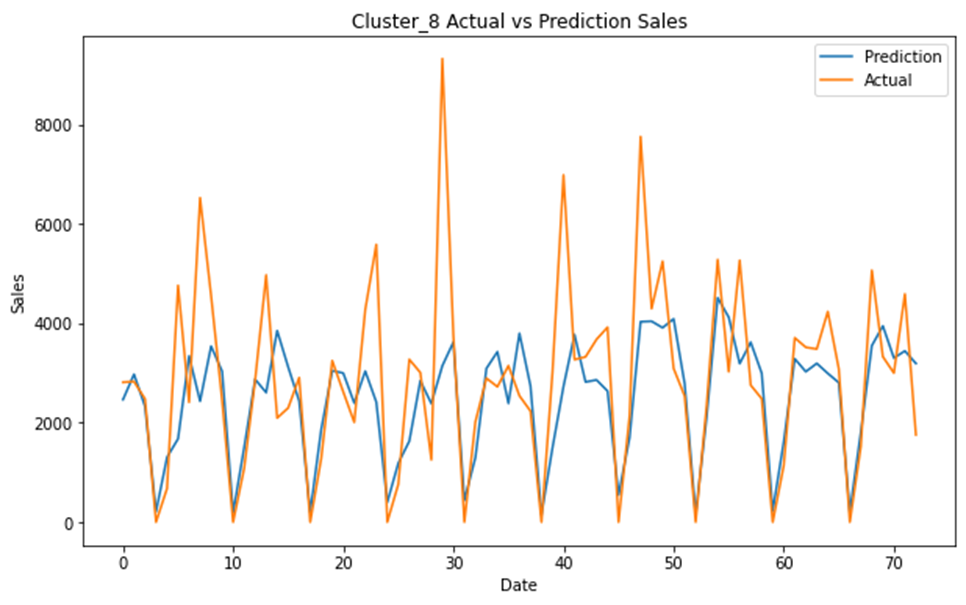 Cluster_8 Actual vs Prediction Sales
Prediction
Actual
8000
6000
4000
2000
0
Sales
0 10 20 30 40 50 60 70
Date